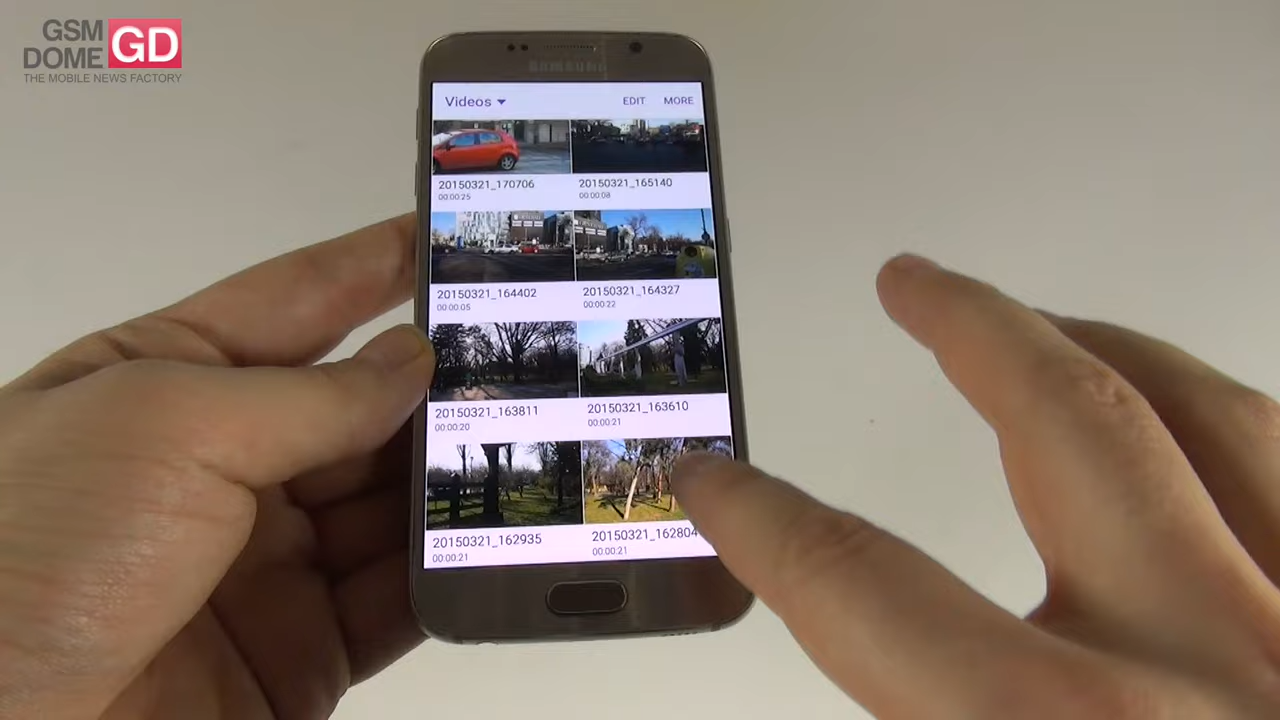 GSM
DOME GD
THE MOBILE NEWS FACTORY
SAMSUNG
Videos EDIT MORE
20150321_170706 20150321_165140
00:00:25 00:00:08
20150321_164402 20150321_164327
00:00:05 00:00:22
20150321_163811 20150321_163610
00:00:20 00:00:21
20150321_162935 20150321_162804
00:00:21 00:00:21